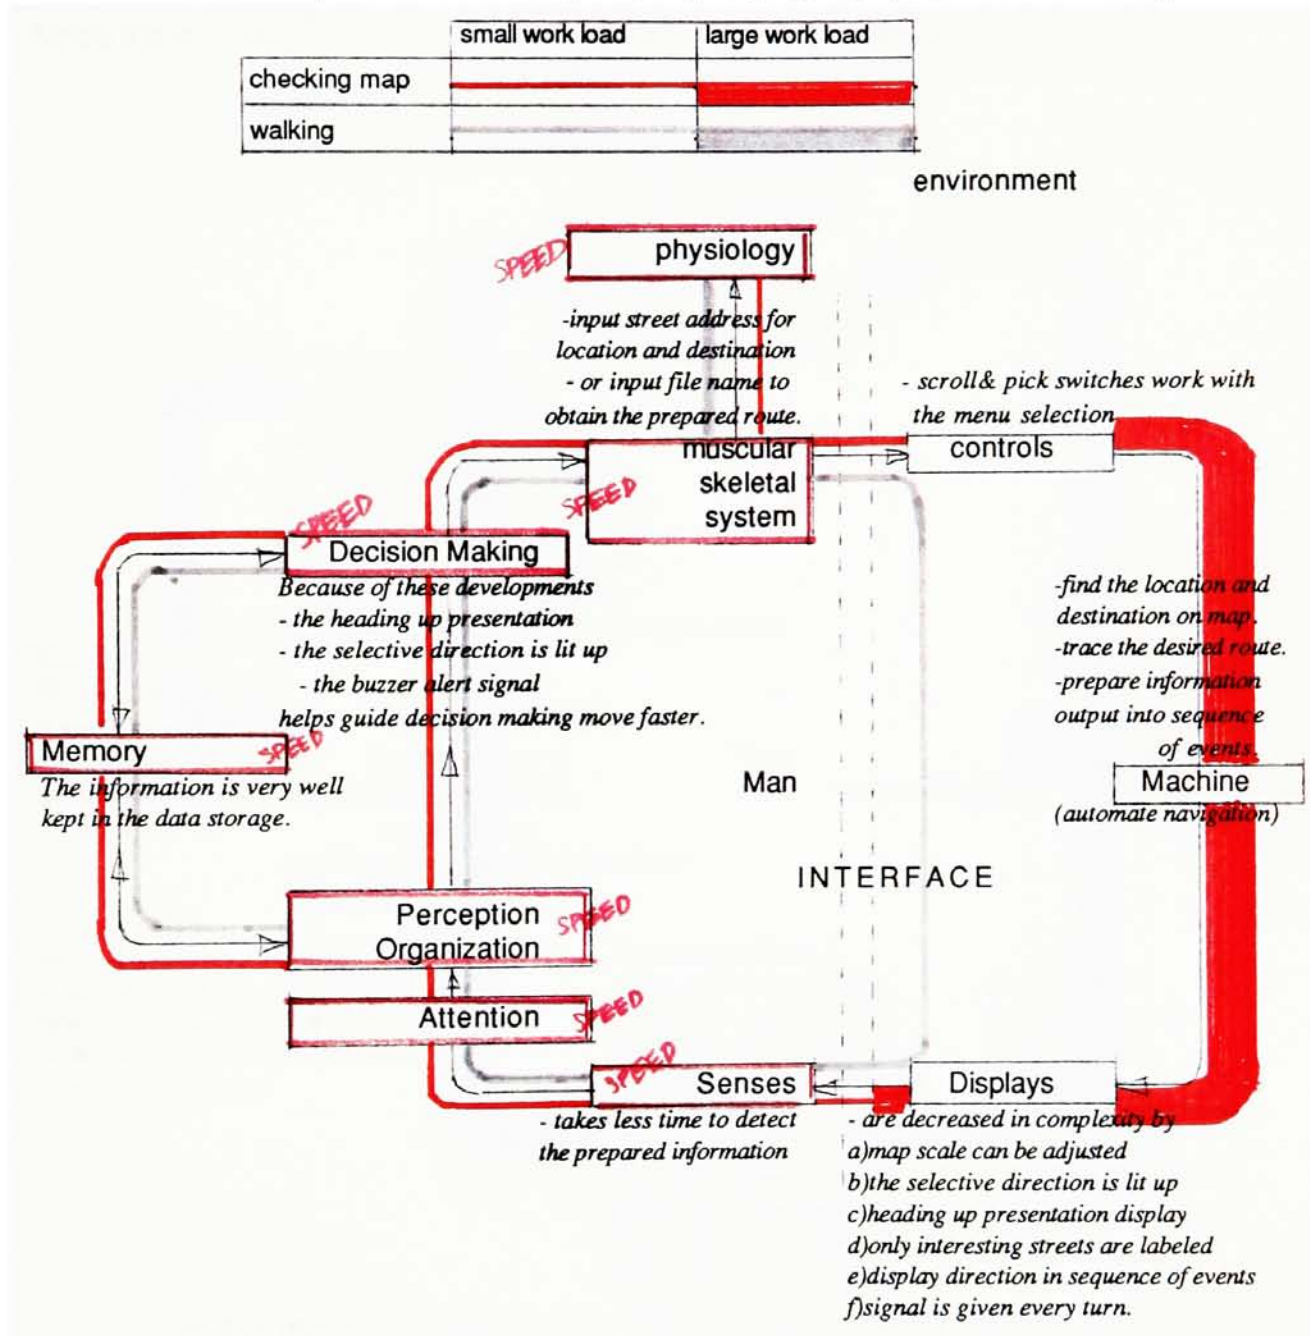 small work load large work load
checking map
walking
environment
SPEED
physiology
-input street address for
location and destination
- or input file name to
obtain the prepared route.
- scroll& pick switches work with
the menu selection
controls
muscular
skeletal
system
SPEED
SPEED
Decision Making
Because of these developments
- the heading up presentation
- the selective direction is lit up
- the buzzer alert signal
helps guide decision making move faster.
-find the location and
destination on map.
-trace the desired route.
-prepare information
output into sequence
of events.
Machine
(automate navigation)
Memory
SPEED
The information is very well
kept in the data storage.
Man
INTERFACE
Perception
Organization
SPEED
Attention
SPEED
SPEED
Senses
- takes less time to detect
the prepared information
Displays
- are decreased in complexity by
a)map scale can be adjusted
b)the selective direction is lit up
c)heading up presentation display
d)only interesting streets are labeled
e)display direction in sequence of events
f)signal is given every turn.